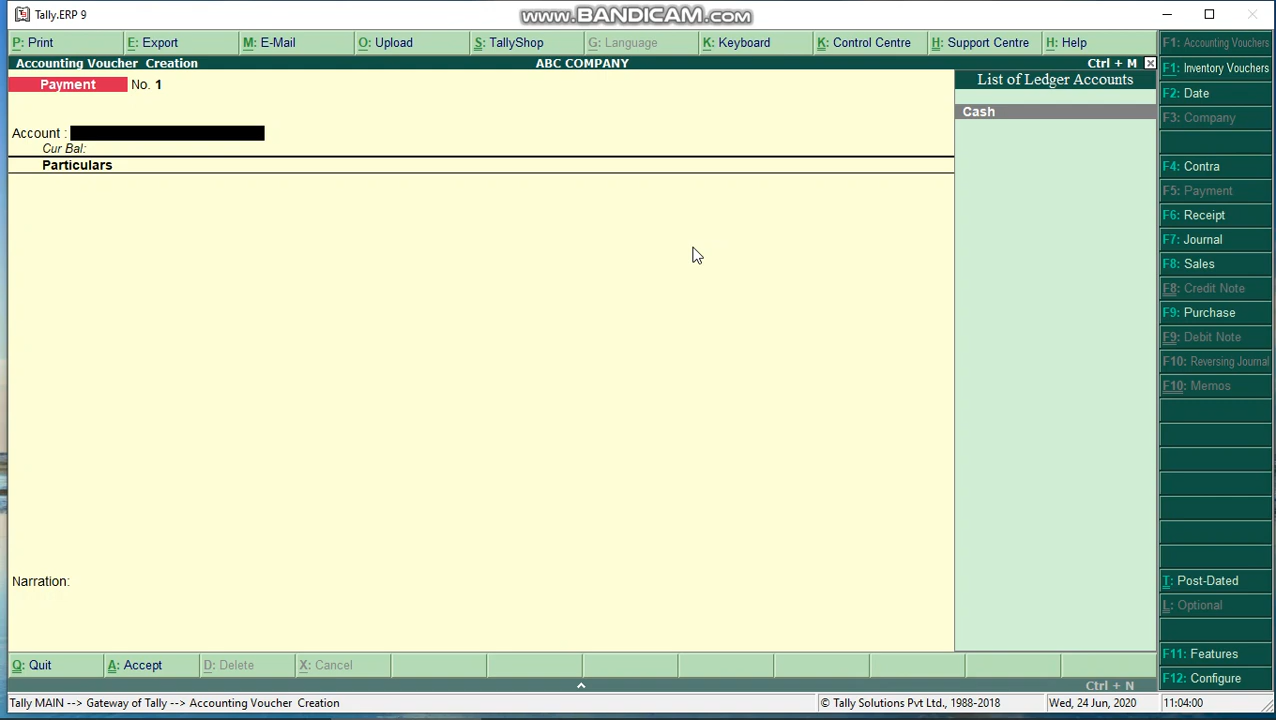 Tally.ERP 9
www.BANDICAM.com
P: Print
E: Export
M: E-Mail
O: Upload
S: TallyShop
G: Language
K: Keyboard
K: Control Centre
H: Support Centre
H: Help
Accounting Voucher Creation
ABC COMPANY
Ctrl + M
Payment No. 1
Account :
Cur Bal:
Particulars
List of Ledger Accounts
Cash
F1: Accounting Vouchers
F1: Inventory Vouchers
F2: Date
F3: Company
F4: Contra
F5: Payment
F6: Receipt
F7: Journal
F8: Sales
F8: Credit Note
F9: Purchase
F9: Debit Note
F10: Reversing Journal
F10: Memos
T: Post-Dated
L: Optional
F11: Features
F12: Configure
Narration:
Q: Quit
A: Accept
D: Delete
X: Cancel
Ctrl + N
Tally MAIN --> Gateway of Tally --> Accounting Voucher Creation
© Tally Solutions Pvt Ltd., 1988-2018
Wed, 24 Jun, 2020
11:04:00